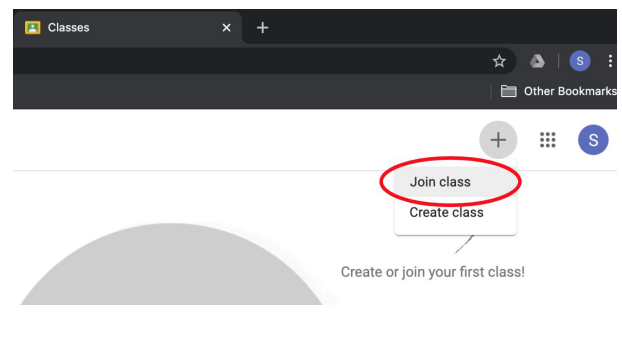 Classes
S
Other Bookmarks
S
Join class
Create class
Create or join your first class!